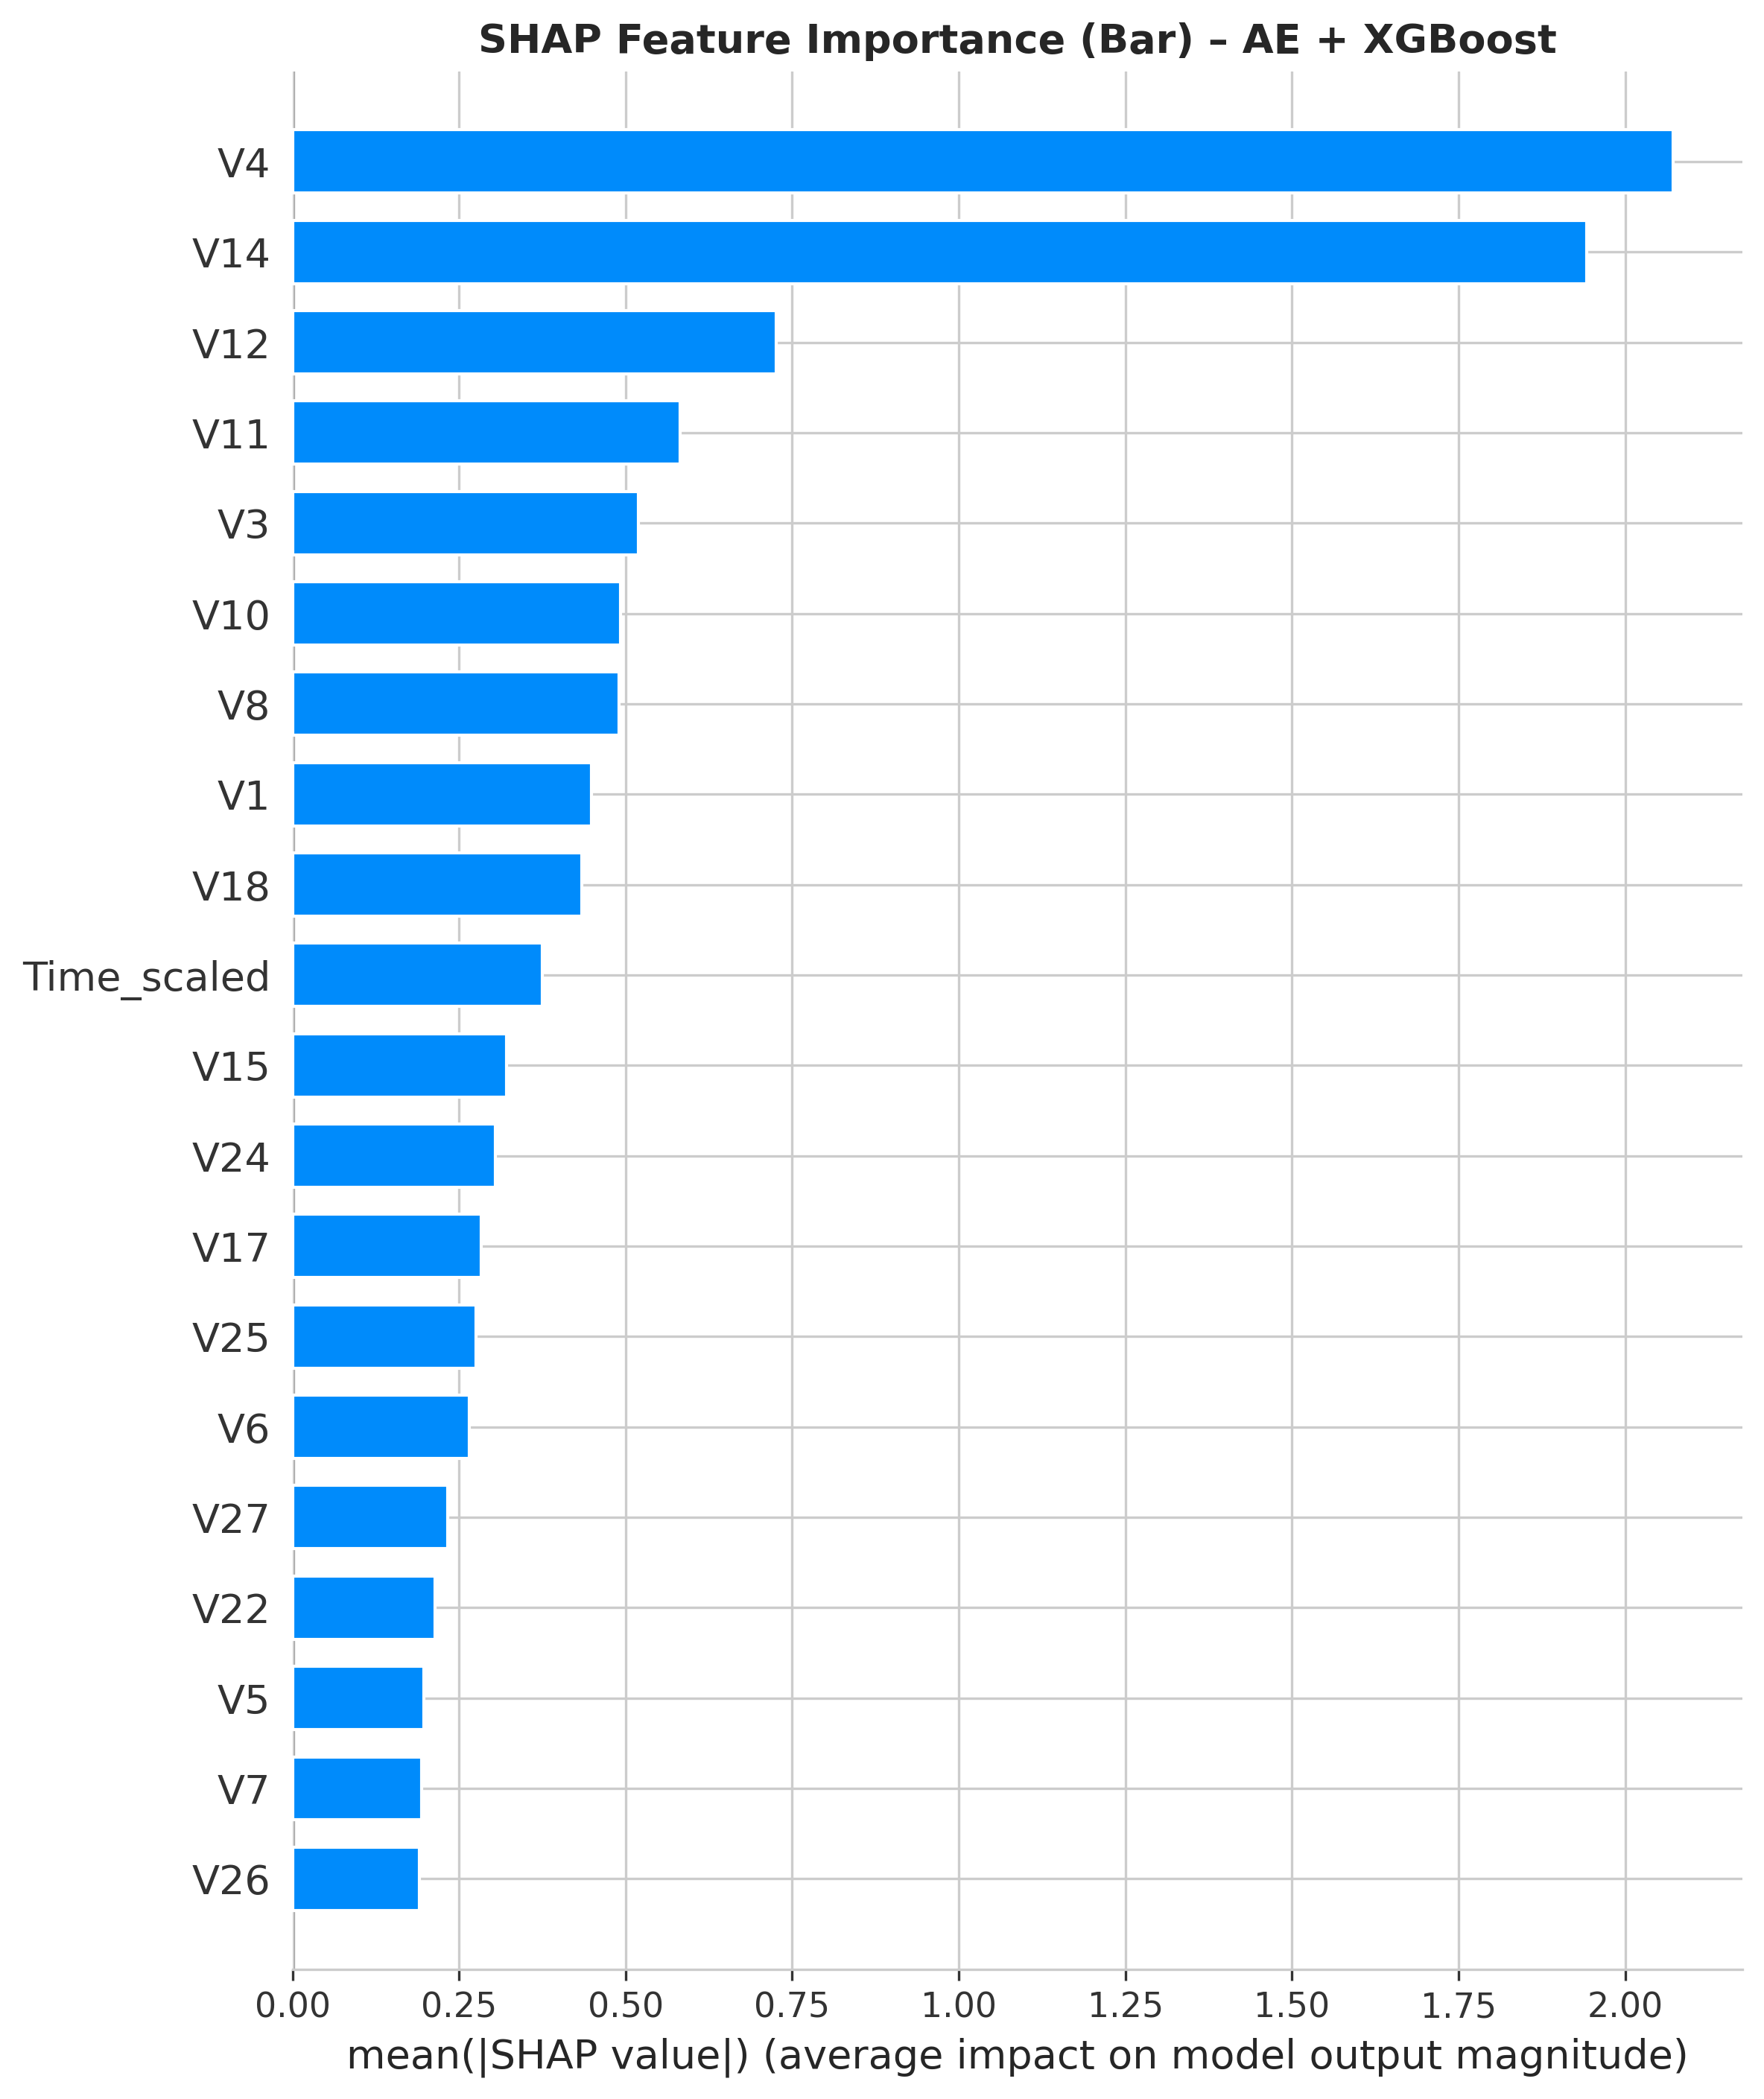 SHAP Feature Importance (Bar) – AE + XGBoost
V4
V14
V12
V11
V3
V10
V8
V1
V18
Time_scaled
V15
V24
V17
V25
V6
V27
V22
V5
V7
V26
0.00 0.25 0.50 0.75 1.00 1.25 1.50 1.75 2.00
mean(|SHAP value|) (average impact on model output magnitude)